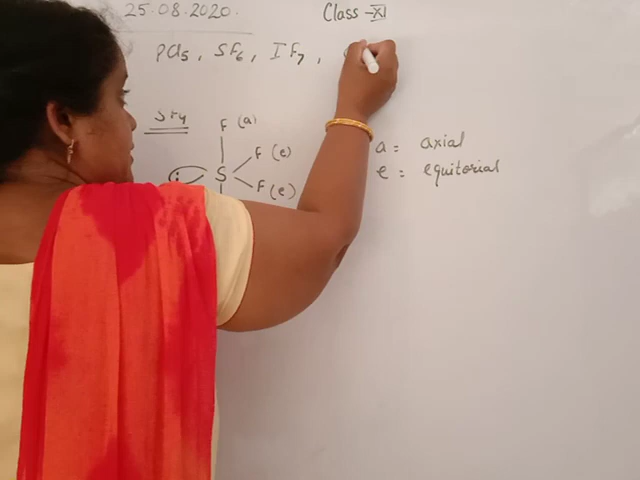 25.08.2020.
Class - XI
PCl5, SF6, IF7,
SF4
F (a)
F (e)
S
F (e)
a = axial
e = equitorial